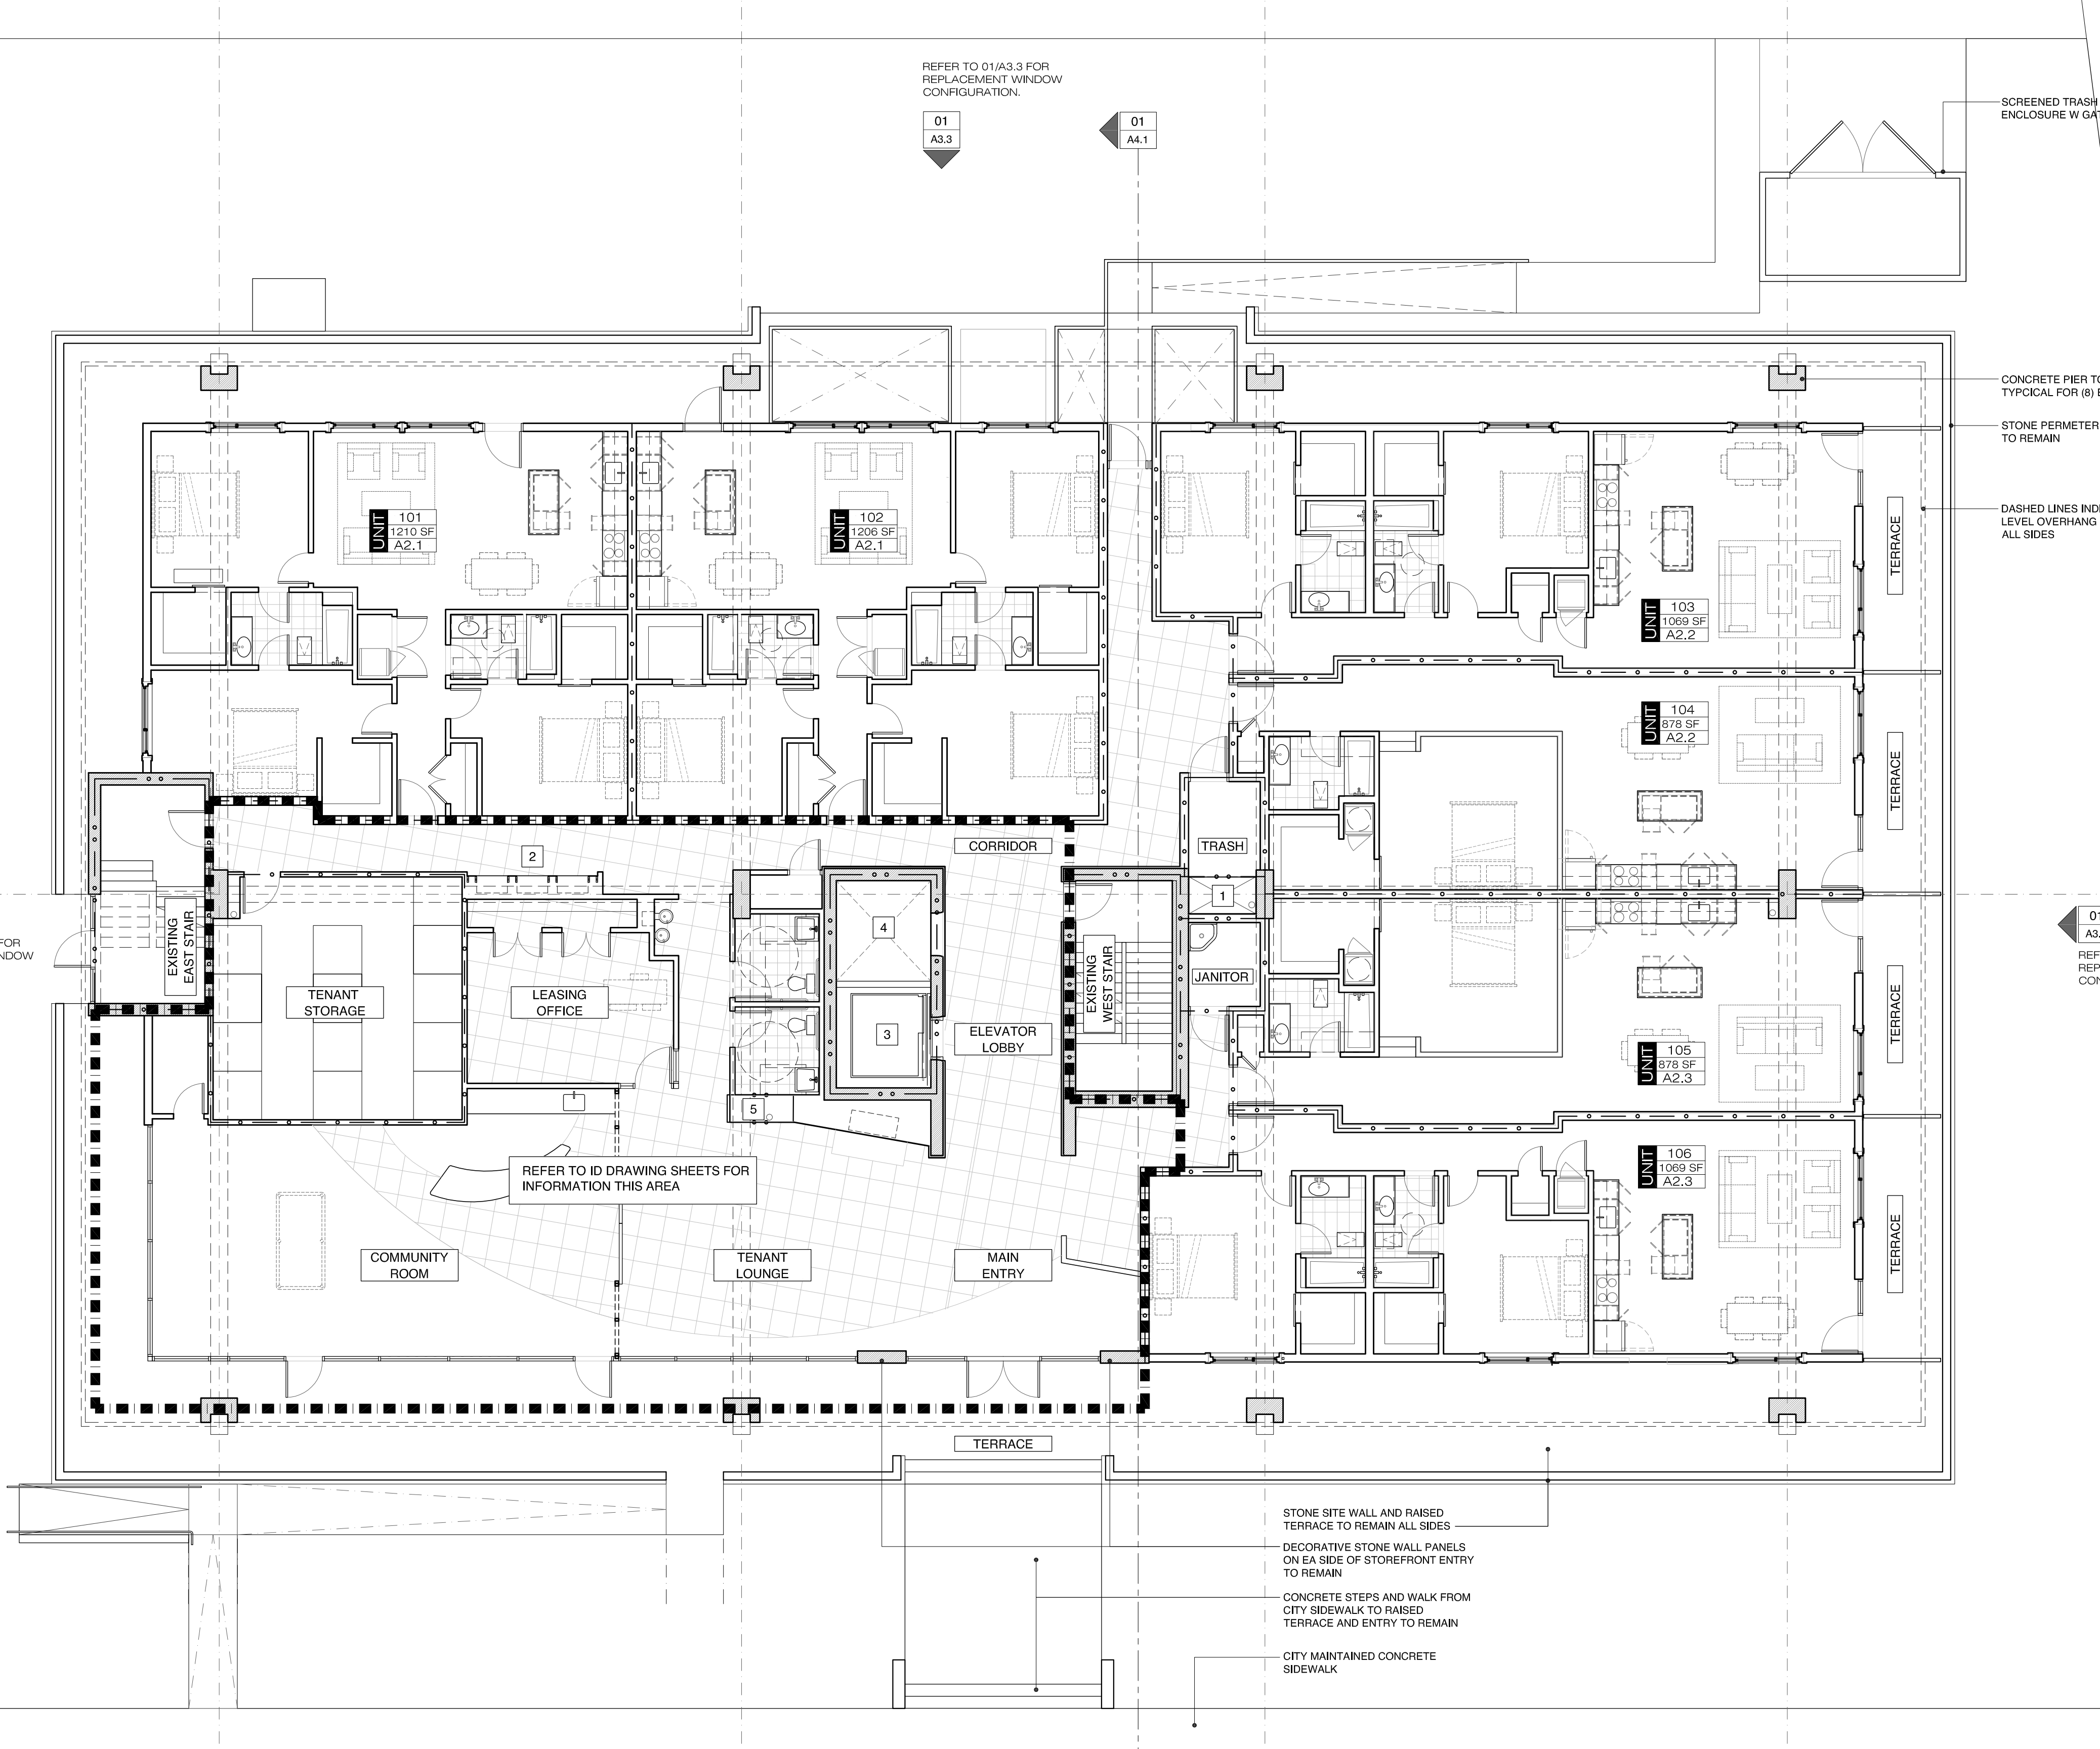 REFER TO 01/A3.3 FOR
REPLACEMENT WINDOW
CONFIGURATION.
01
A3.3
01
A4.1
SCREENED TRASH
ENCLOSURE W
CONCRETE PIER
TYPCICAL FOR (8)
STONE PERMETER
TO REMAIN
DASHED LINES
LEVEL OVERHANG
ALL SIDES
UNIT
101
1210 SF
A2.1
UNIT
102
1206 SF
A2.1
UNIT
103
1069 SF
A2.2
TERRACE
UNIT
104
878 SF
A2.2
TERRACE
CORRIDOR
2
TRASH
1
4
EXISTING
EAST STAIR
TENANT
STORAGE
LEASING
OFFICE
3
ELEVATOR
LOBBY
EXISTING
WEST STAIR
JANITOR
FOR
NDOW
A3.
UNIT
105
878 SF
A2.3
TERRACE
5
REFER TO ID DRAWING SHEETS FOR
INFORMATION THIS AREA
UNIT
106
1069 SF
A2.3
TERRACE
COMMUNITY
ROOM
TENANT
LOUNGE
MAIN
ENTRY
TERRACE
STONE SITE WALL AND RAISED
TERRACE TO REMAIN ALL SIDES
DECORATIVE STONE WALL PANELS
ON EA SIDE OF STOREFRONT ENTRY
TO REMAIN
CONCRETE STEPS AND WALK FROM
CITY SIDEWALK TO RAISED
TERRACE AND ENTRY TO REMAIN
CITY MAINTAINED CONCRETE
SIDEWALK